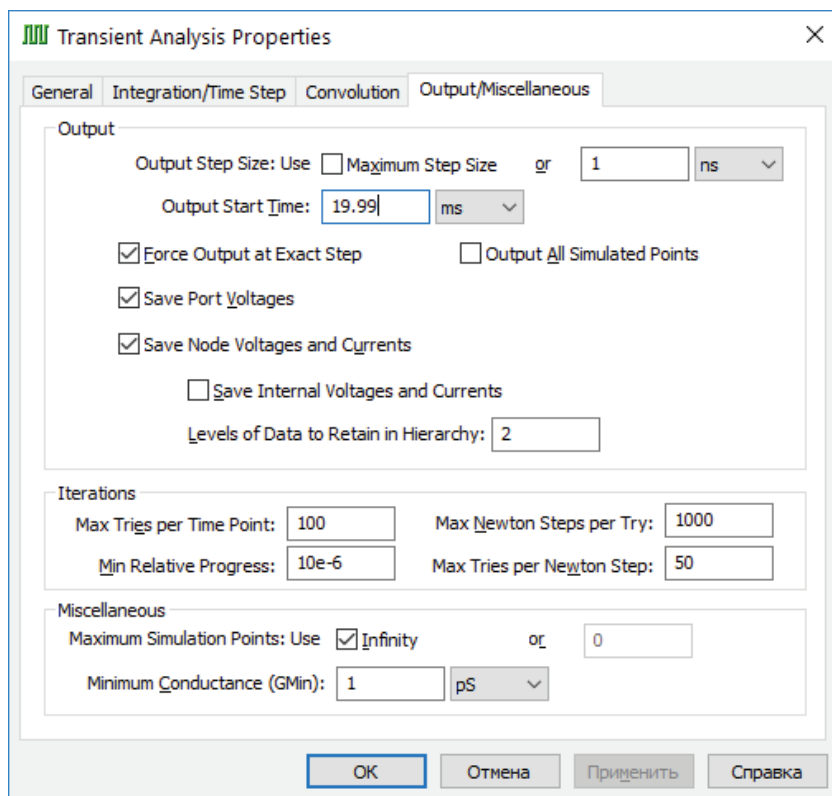 Transient Analysis Properties
General Integration/Time Step Convolution Output/Miscellaneous
Output
Output Step Size: Use Maximum Step Size or 1 ns
Output Start Time: 19.99 ms
Force Output at Exact Step Output All Simulated Points
Save Port Voltages
Save Node Voltages and Currents
Save Internal Voltages and Currents
Levels of Data to Retain in Hierarchy: 2
Iterations
Max Tries per Time Point: 100 Max Newton Steps per Try: 1000
Min Relative Progress: 10e-6 Max Tries per Newton Step: 50
Miscellaneous
Maximum Simulation Points: Use Infinity or 0
Minimum Conductance (GMin): 1 pS
OK Отмена Применить Справка